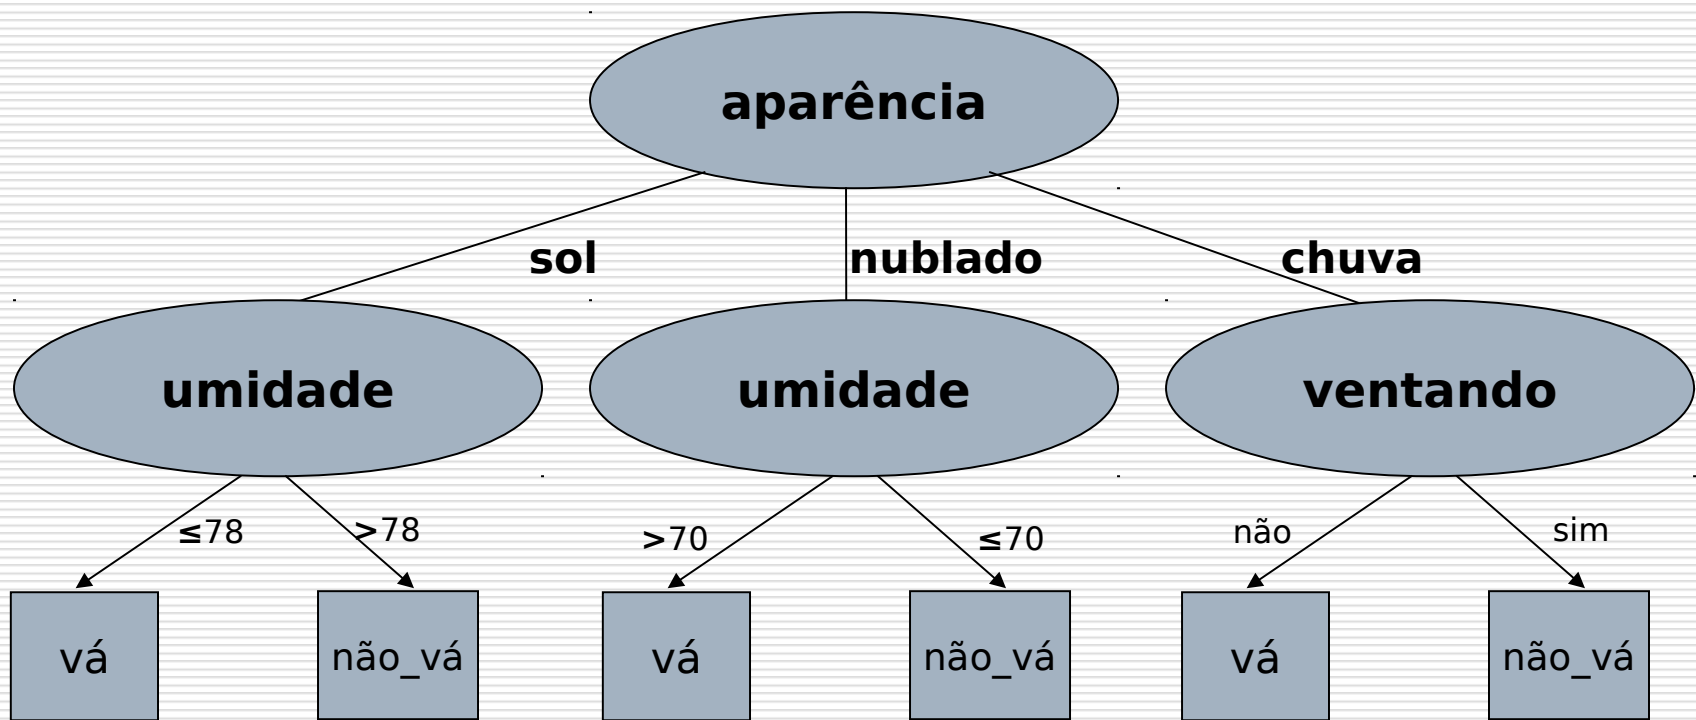 aparência
sol
nublado
chuva
umidade
umidade
ventando
≤78
>78
>70
≤70
não
sim
vá
não_vá
vá
não_vá
vá
não_vá